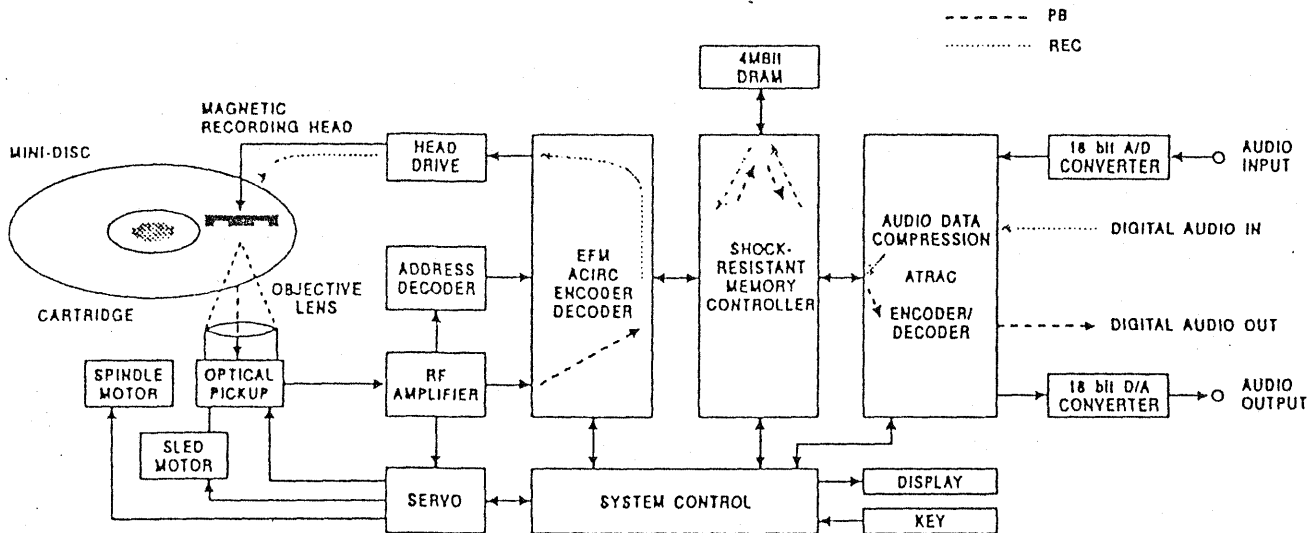 PB
REC
4MBit
DRAM
MAGNETIC
RECORDING HEAD
MINI-DISC
HEAD
DRIVE
18 bit A/D
CONVERTER
AUDIO
INPUT
AUDIO DATA
COMPRESSION
DIGITAL AUDIO IN
ADDRESS
DECODER
EFM
ACIRC
ENCODER
DECODER
SHOCK-
RESISTANT
MEMORY
CONTROLLER
ATRAC
OBJECTIVE
LENS
CARTRIDGE
ENCODER/
DECODER
DIGITAL AUDIO OUT
SPINDLE
MOTOR
OPTICAL
PICKUP
RF
AMPLIFIER
18 bit D/A
CONVERTER
AUDIO
OUTPUT
SLED
MOTOR
SERVO
SYSTEM CONTROL
DISPLAY
KEY